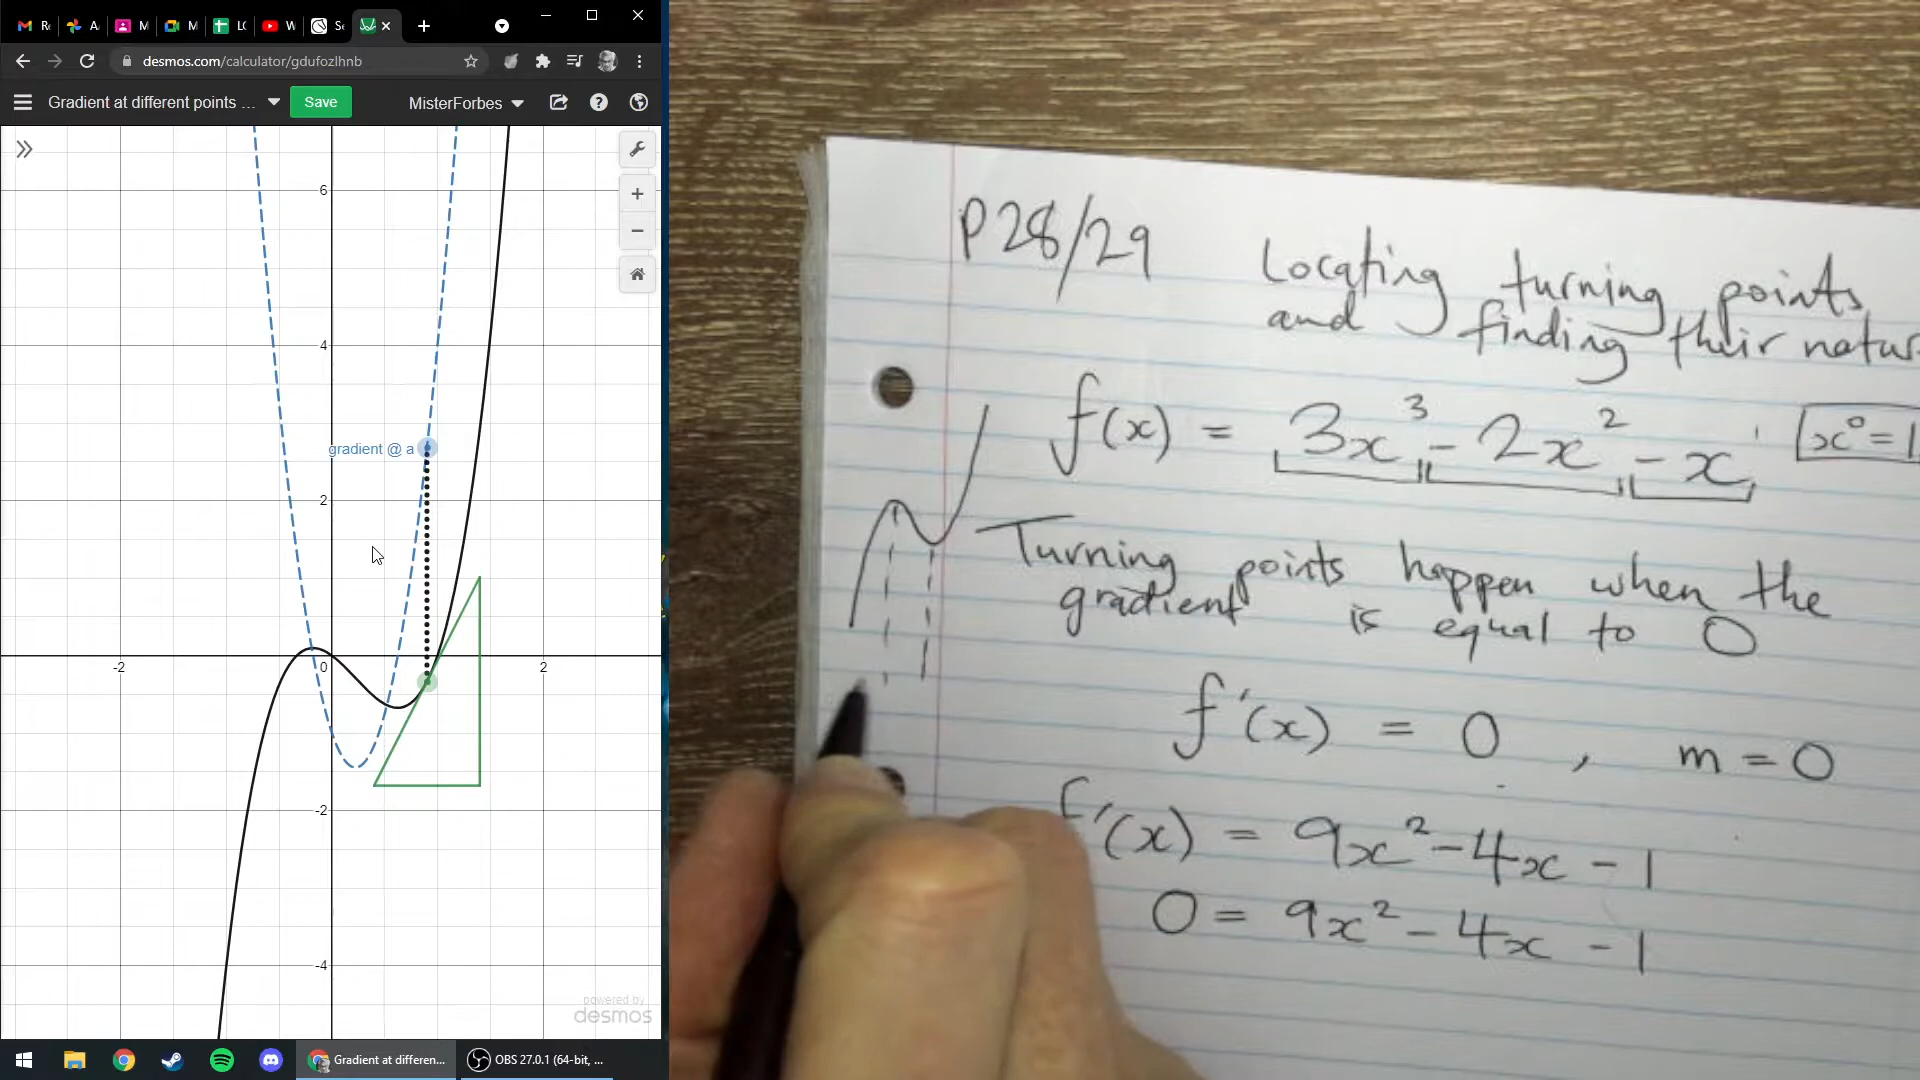 desmos.com/calculator/gdufozlhnb
Gradient at different points ...
Save
MisterForbes
6
4
gradient @ a
2
-2
0
2
-2
-4
powered by
desmos
Gradient at differen...
OBS 27.0.1 (64-bit, ...
P28/29
Locating turning points
and finding their natur
f(x) = 3x³ - 2x² - x
x⁰ = 1
Turning points happen when the
gradient is equal to 0
f'(x) = 0 , m = 0
f'(x) = 9x² - 4x - 1
0 = 9x² - 4x - 1